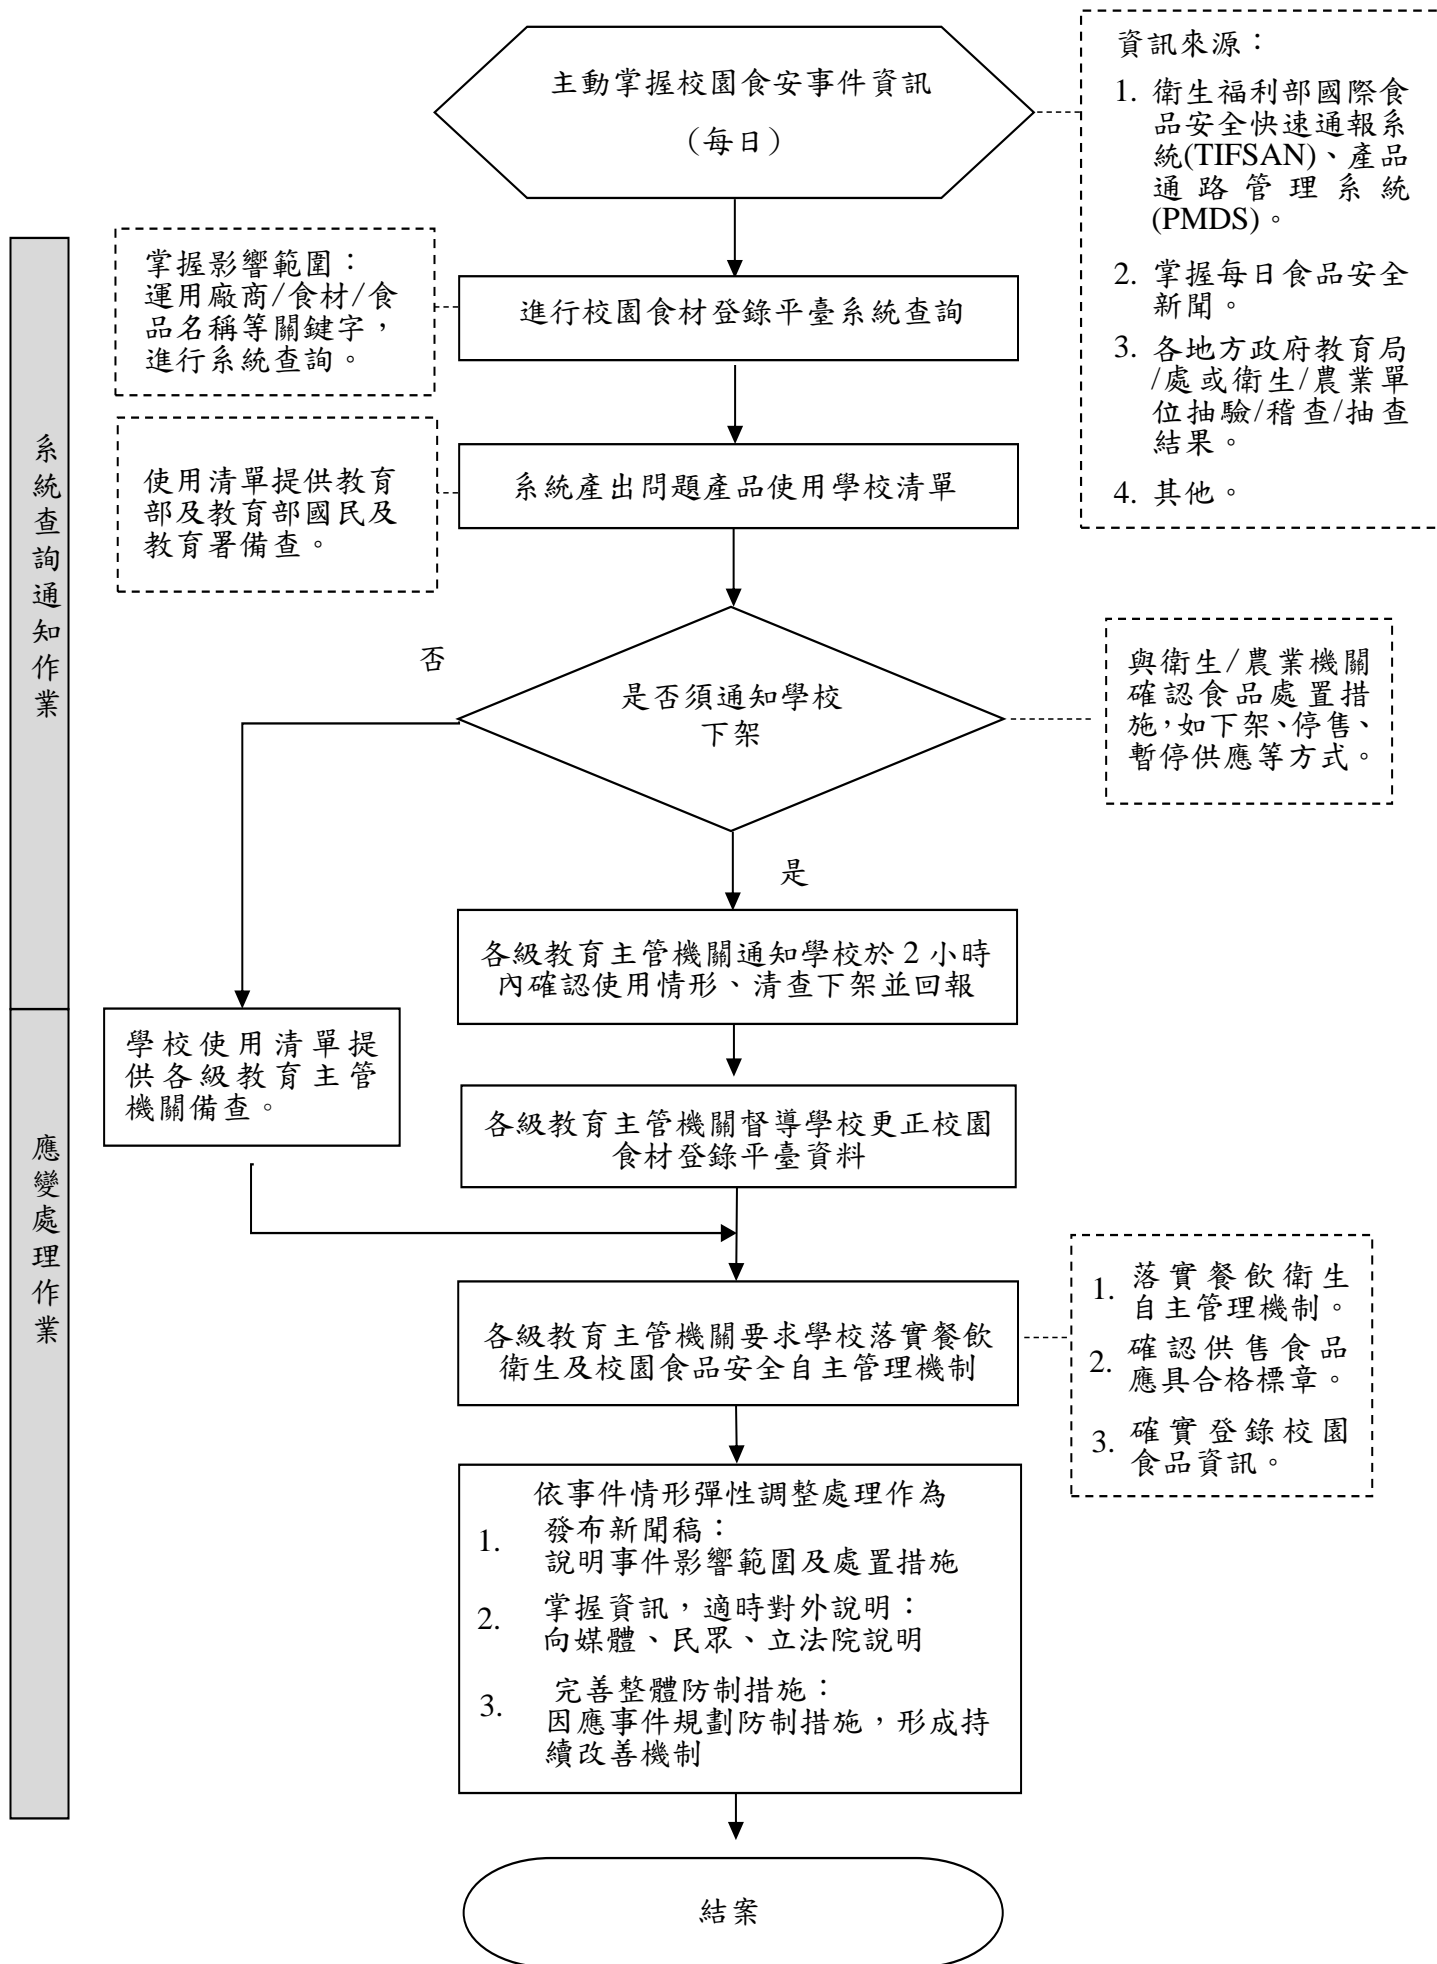 主動掌握校園食安事件資訊
（每日）
資訊來源：
1. 衛生福利部國際食
品安全快速通報系
統(TIFSAN)、產品
通路管理系統
(PMDS)。
2. 掌握每日食品安全
新聞。
3. 各地方政府教育局
/處或衛生/農業單
位抽驗/稽查/抽查
結果。
4. 其他。
系統查詢通知作業
掌握影響範圍：
運用廠商/食材/食
品名稱等關鍵字，
進行系統查詢。
進行校園食材登錄平臺系統查詢
使用清單提供教育
部及教育部國民及
教育署備查。
系統產出問題產品使用學校清單
否
是否須通知學校
下架
與衛生/農業機關
確認食品處置措
施，如下架、停售、
暫停供應等方式。
是
各級教育主管機關通知學校於 2 小時
內確認使用情形、清查下架並回報
應變處理作業
學校使用清單提
供各級教育主管
機關備查。
各級教育主管機關督導學校更正校園
食材登錄平臺資料
各級教育主管機關要求學校落實餐飲
衛生及校園食品安全自主管理機制
1. 落實餐飲衛生
自主管理機制。
2. 確認供售食品
應具合格標章。
3. 確實登錄校園
食品資訊。
依事件情形彈性調整處理作為
1. 發布新聞稿：
說明事件影響範圍及處置措施
2. 掌握資訊，適時對外說明：
向媒體、民眾、立法院說明
3. 完善整體防制措施：
因應事件規劃防制措施，形成持
續改善機制
結案